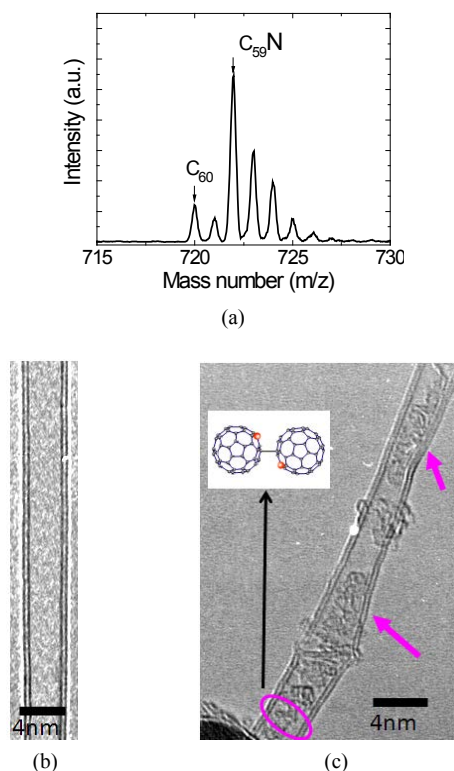 C₅₉N
C₆₀
Intensity (a.u.)
715 720 725 730
Mass number (m/z)
(a)
4nm
(b)
4nm
(c)